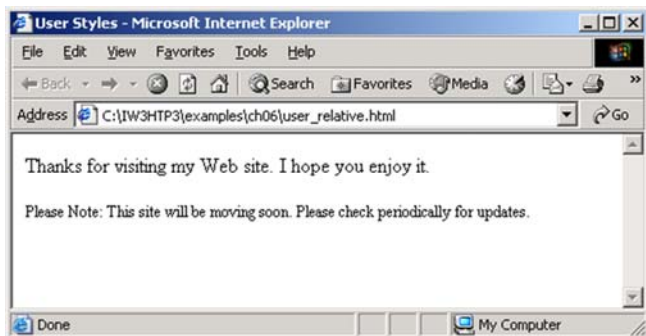 User Styles - Microsoft Internet Explorer
File Edit View Favorites Tools Help
Back Search Favorites Media »
Address C:\IW3HTP3\examples\ch06\user_relative.html Go
Thanks for visiting my Web site. I hope you enjoy it.
Please Note: This site will be moving soon. Please check periodically for updates.
Done My Computer